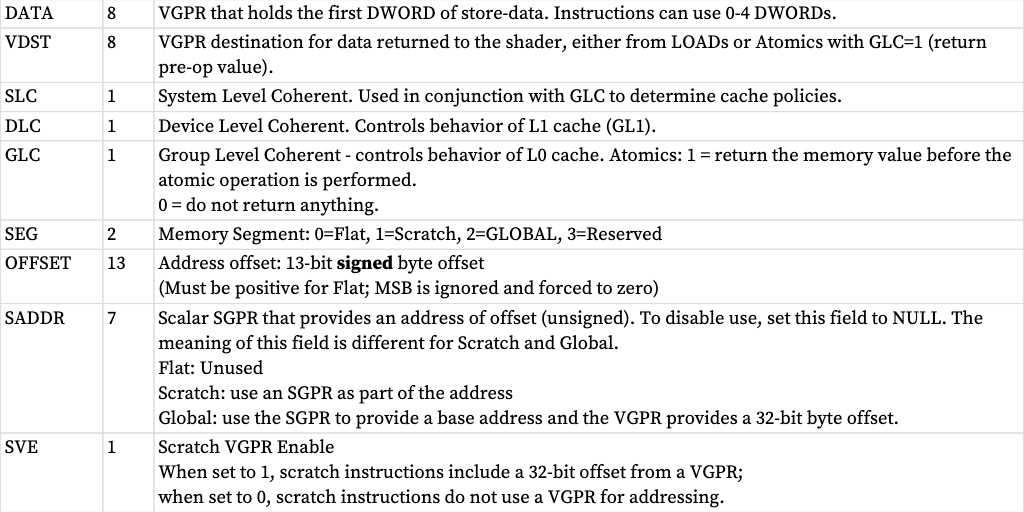 DATA 8 VGPR that holds the first DWORD of store-data. Instructions can use 0-4 DWORDs.
VDST 8 VGPR destination for data returned to the shader, either from LOADs or Atomics with GLC=1 (return
pre-op value).
SLC 1 System Level Coherent. Used in conjunction with GLC to determine cache policies.
DLC 1 Device Level Coherent. Controls behavior of L1 cache (GL1).
GLC 1 Group Level Coherent - controls behavior of L0 cache. Atomics: 1 = return the memory value before the
atomic operation is performed.
0 = do not return anything.
SEG 2 Memory Segment: 0=Flat, 1=Scratch, 2=GLOBAL, 3=Reserved
OFFSET 13 Address offset: 13-bit signed byte offset
(Must be positive for Flat; MSB is ignored and forced to zero)
SADDR 7 Scalar SGPR that provides an address of offset (unsigned). To disable use, set this field to NULL. The
meaning of this field is different for Scratch and Global.
Flat: Unused
Scratch: use an SGPR as part of the address
Global: use the SGPR to provide a base address and the VGPR provides a 32-bit byte offset.
SVE 1 Scratch VGPR Enable
When set to 1, scratch instructions include a 32-bit offset from a VGPR;
when set to 0, scratch instructions do not use a VGPR for addressing.